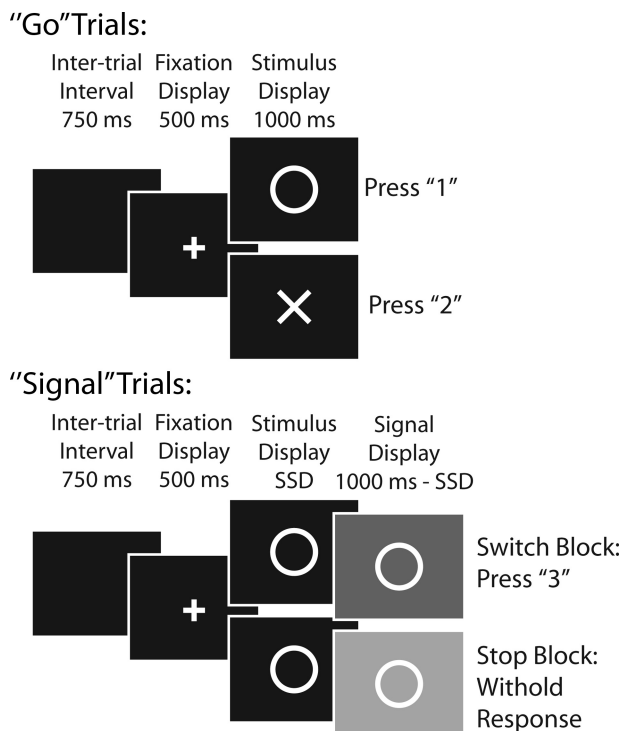 "Go" Trials:
Inter-trial Fixation Stimulus
Interval Display Display
750 ms 500 ms 1000 ms
Press "1"
Press "2"
"Signal" Trials:
Inter-trial Fixation Stimulus Signal
Interval Display Display Display
750 ms 500 ms SSD 1000 ms - SSD
Switch Block:
Press "3"
Stop Block:
Withold
Response